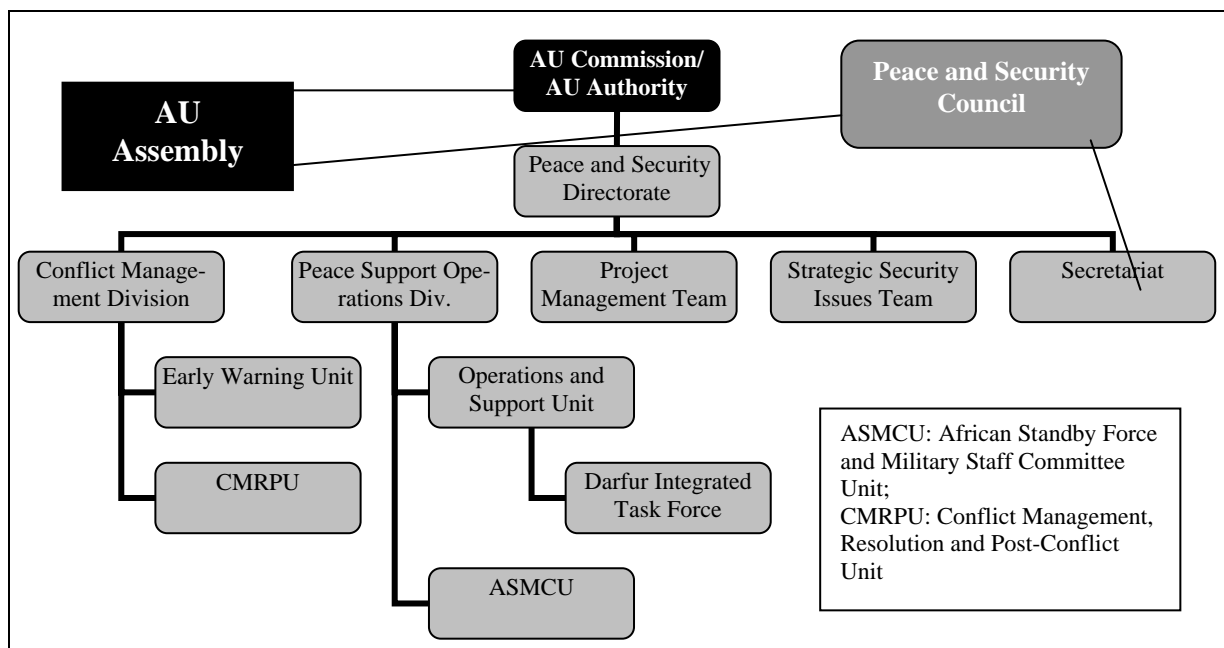 AU Commission/
AU Authority
Peace and Security
Council
AU
Assembly
Peace and Security
Directorate
Conflict Manage-
ment Division
Peace Support Ope-
rations Div.
Project
Management Team
Strategic Security
Issues Team
Secretariat
Early Warning Unit
Operations and
Support Unit
CMRPU
Darfur Integrated
Task Force
ASMCU
ASMCU: African Standby Force
and Military Staff Committee
Unit;
CMRPU: Conflict Management,
Resolution and Post-Conflict
Unit